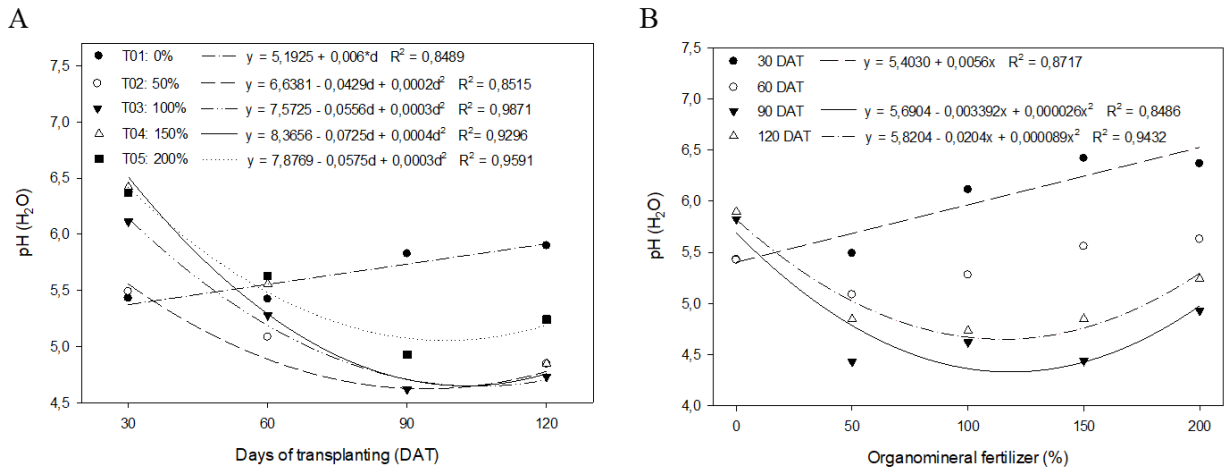 A
pH (H₂O)
7,5
7,0
6,5
6,0
5,5
5,0
4,5
T01: 0% y = 5,1925 + 0,006*d R² = 0,8489
T02: 50% y = 6,6381 - 0,0429d + 0,0002d² R² = 0,8515
T03: 100% y = 7,5725 - 0,0556d + 0,0003d² R² = 0,9871
T04: 150% y = 8,3656 - 0,0725d + 0,0004d² R² = 0,9296
T05: 200% y = 7,8769 - 0,0575d + 0,0003d² R² = 0,9591
30 60 90 120
Days of transplanting (DAT)
B
pH (H₂O)
7,5
7,0
6,5
6,0
5,5
5,0
4,5
4,0
30 DAT y = 5,4030 + 0,0056x R² = 0,8717
60 DAT
90 DAT y = 5,6904 - 0,003392x + 0,000026x² R² = 0,8486
120 DAT y = 5,8204 - 0,0204x + 0,000089x² R² = 0,9432
0 50 100 150 200
Organomineral fertilizer (%)